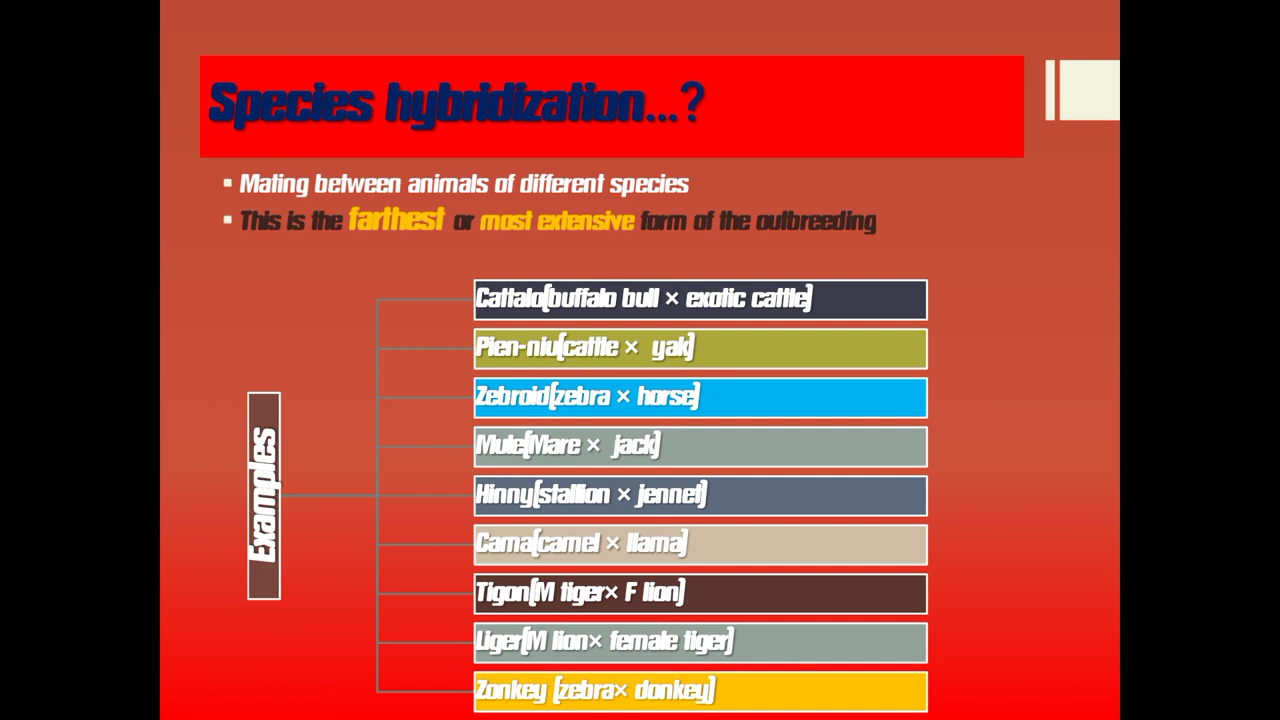 Species hybridization...?
▪ Mating between animals of different species
▪ This is the farthest or most extensive form of the outbreeding
Examples
Cattalo(buffalo bull × exotic cattle)
Pien-niu(cattle × yak)
Zebroid(zebra × horse)
Mule(Mare × jack)
Hinny(stallion × jennet)
Cama(camel × llama)
Tigon(M tiger× F lion)
Liger(M lion× female tiger)
Zonkey (zebra× donkey)